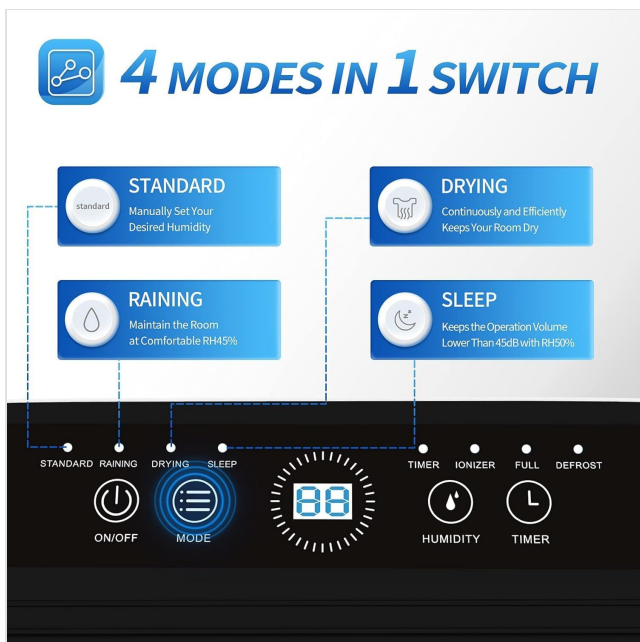 4 MODES IN 1 SWITCH
standard
STANDARD
Manually Set Your
Desired Humidity
DRYING
Continuously and Efficiently
Keeps Your Room Dry
RAINING
Maintain the Room
at Comfortable RH45%
z z
SLEEP
Keeps the Operation Volume
Lower Than 45dB with RH50%
STANDARD RAINING DRYING SLEEP
TIMER IONIZER FULL DEFROST
88
ON/OFF MODE
HUMIDITY TIMER